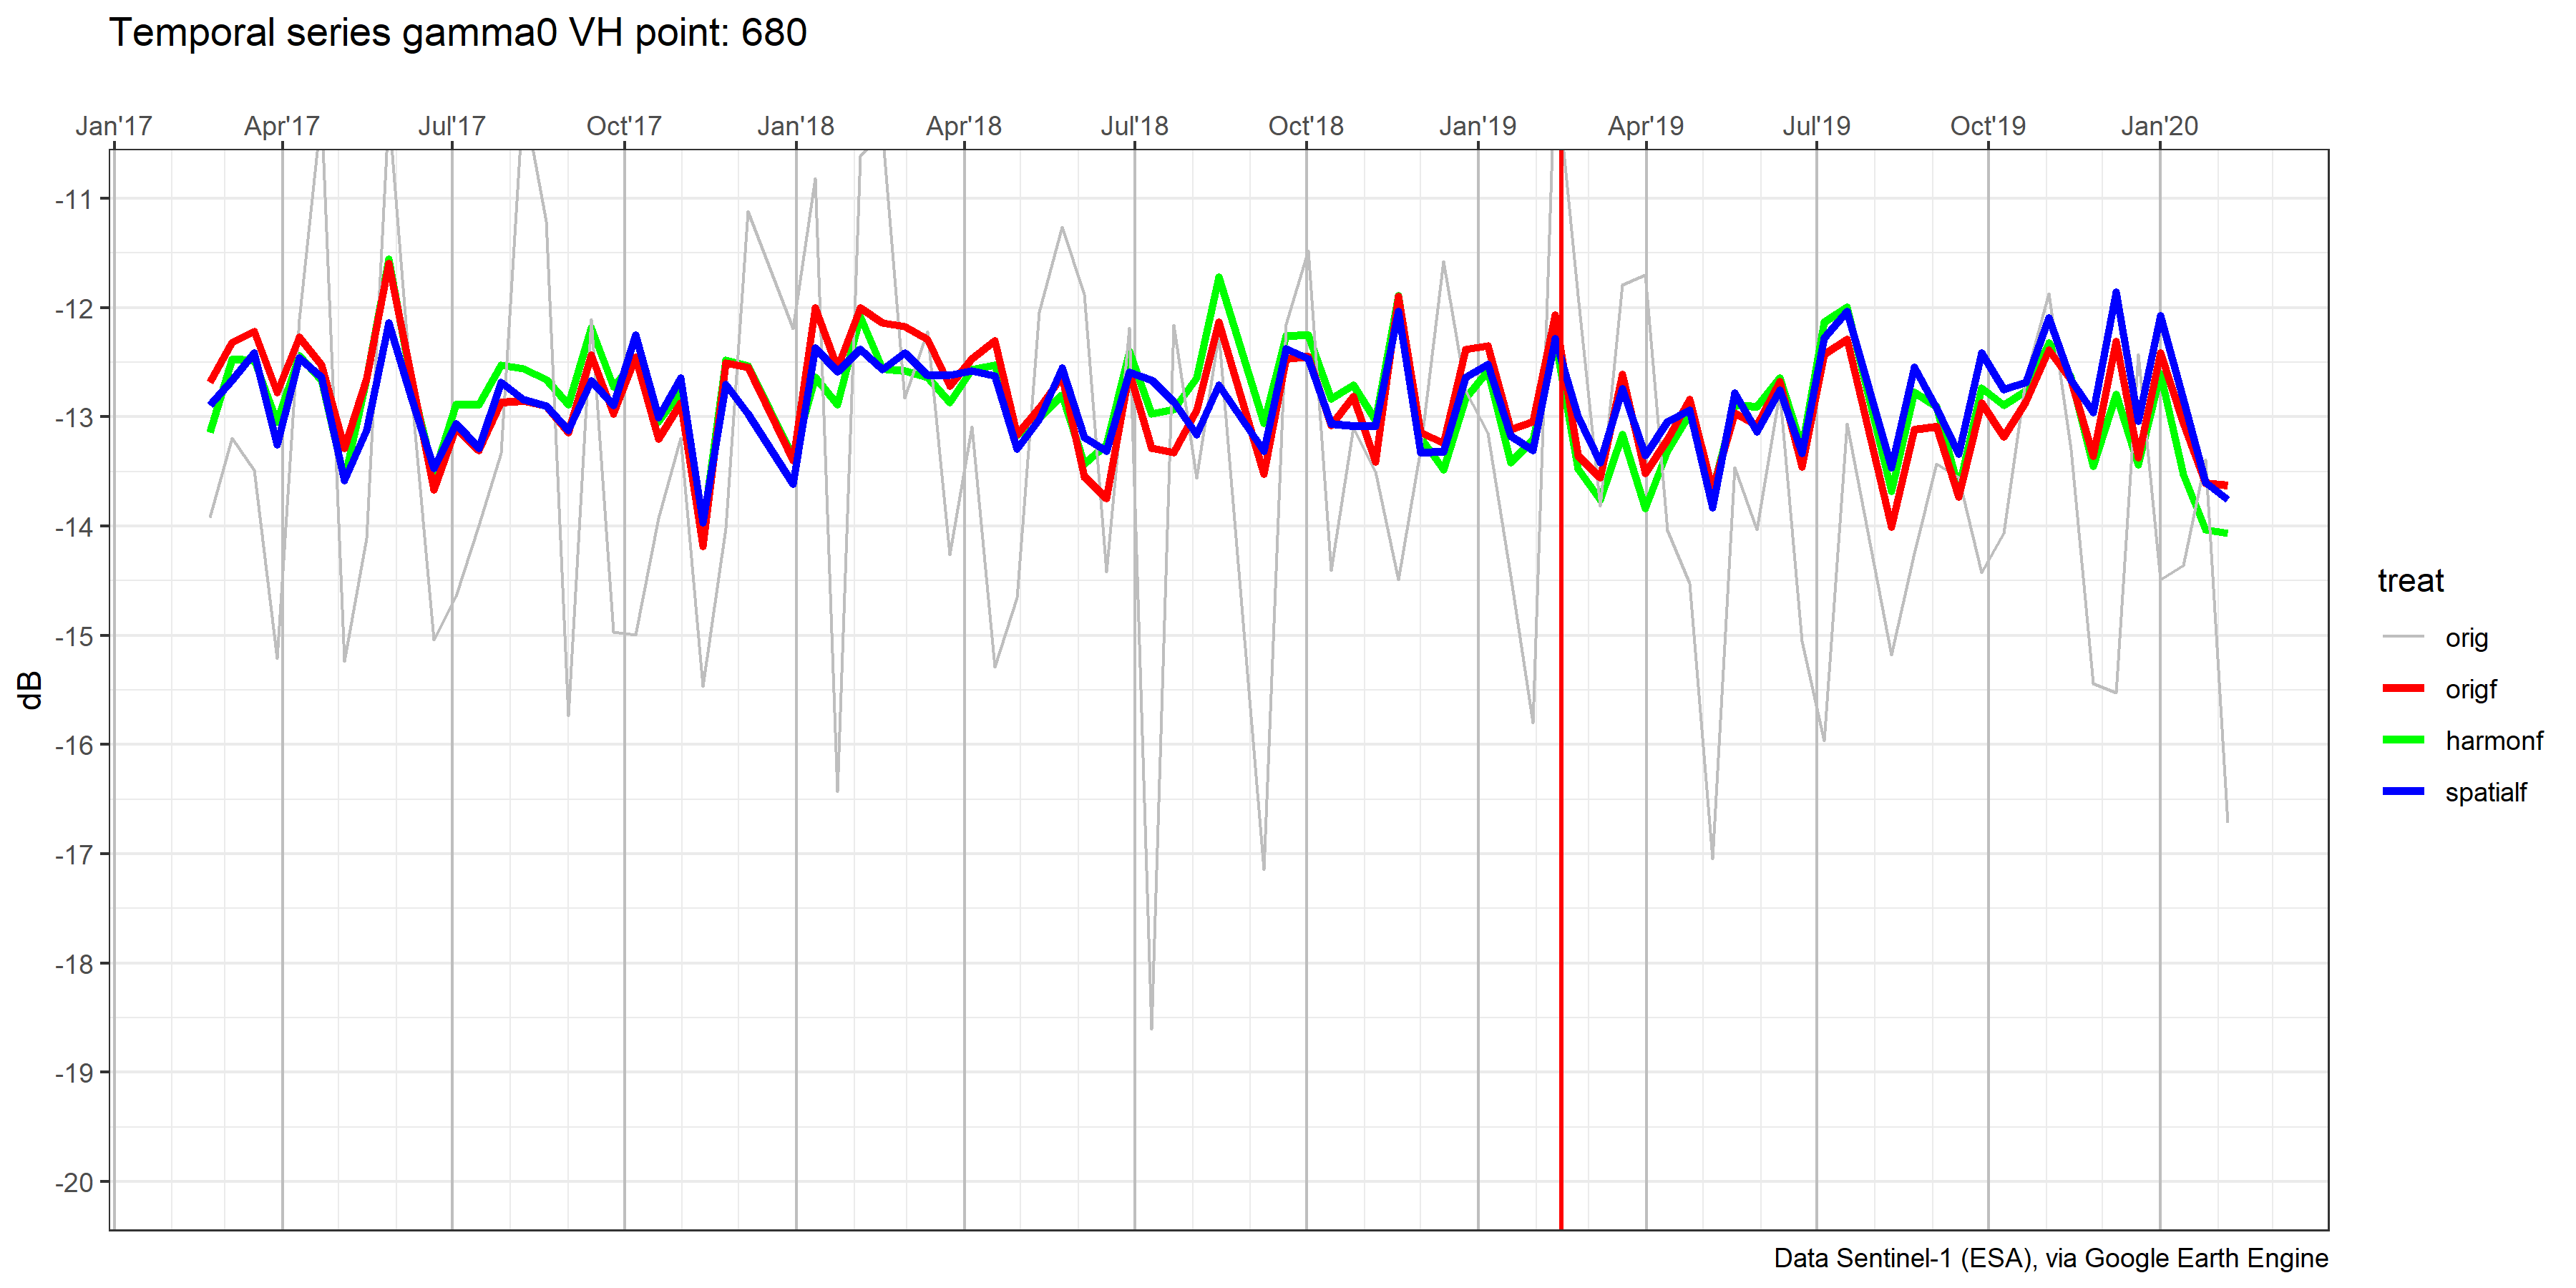 Temporal series gamma0 VH point: 680
Jan'17 Apr'17 Jul'17 Oct'17 Jan'18 Apr'18 Jul'18 Oct'18 Jan'19 Apr'19 Jul'19 Oct'19 Jan'20
-11
-12
-13
-14
-15
-16
-17
-18
-19
-20
dB
treat
orig
origf
harmonf
spatialf
Data Sentinel-1 (ESA), via Google Earth Engine